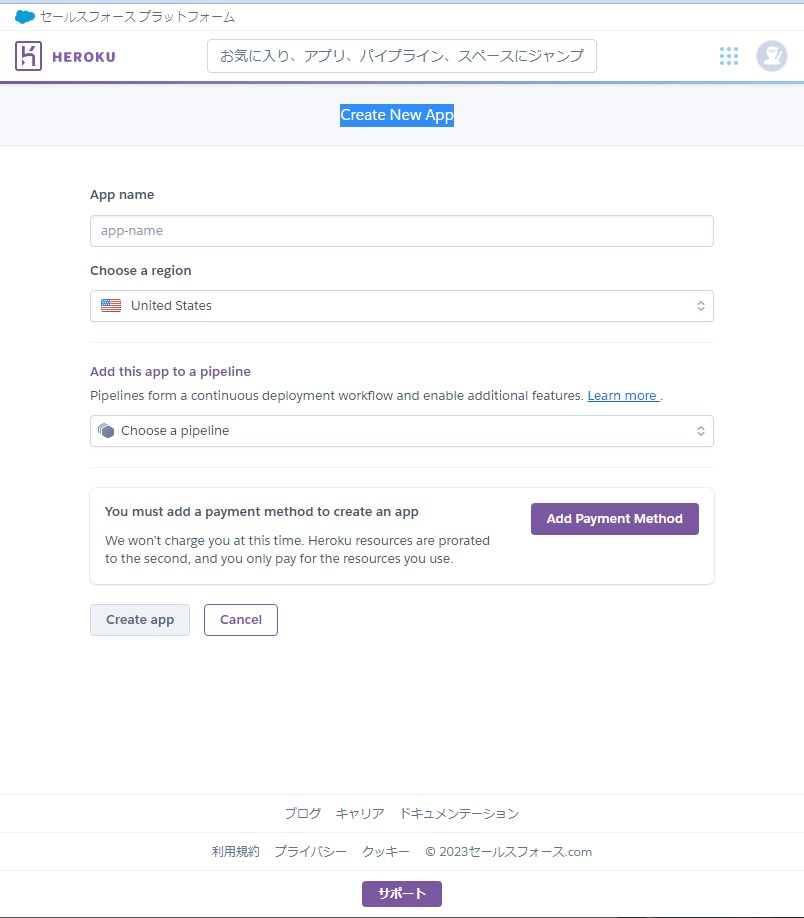 セールスフォース プラットフォーム
HEROKU
お気に入り、アプリ、パイプライン、スペースにジャンプ
Create New App
App name
app-name
Choose a region
United States
Add this app to a pipeline
Pipelines form a continuous deployment workflow and enable additional features. Learn more .
Choose a pipeline
You must add a payment method to create an app
Add Payment Method
We won't charge you at this time. Heroku resources are prorated
to the second, and you only pay for the resources you use.
Create app Cancel
ブログ キャリア ドキュメンテーション
利用規約 プライバシー クッキー © 2023セールスフォース.com
サポート